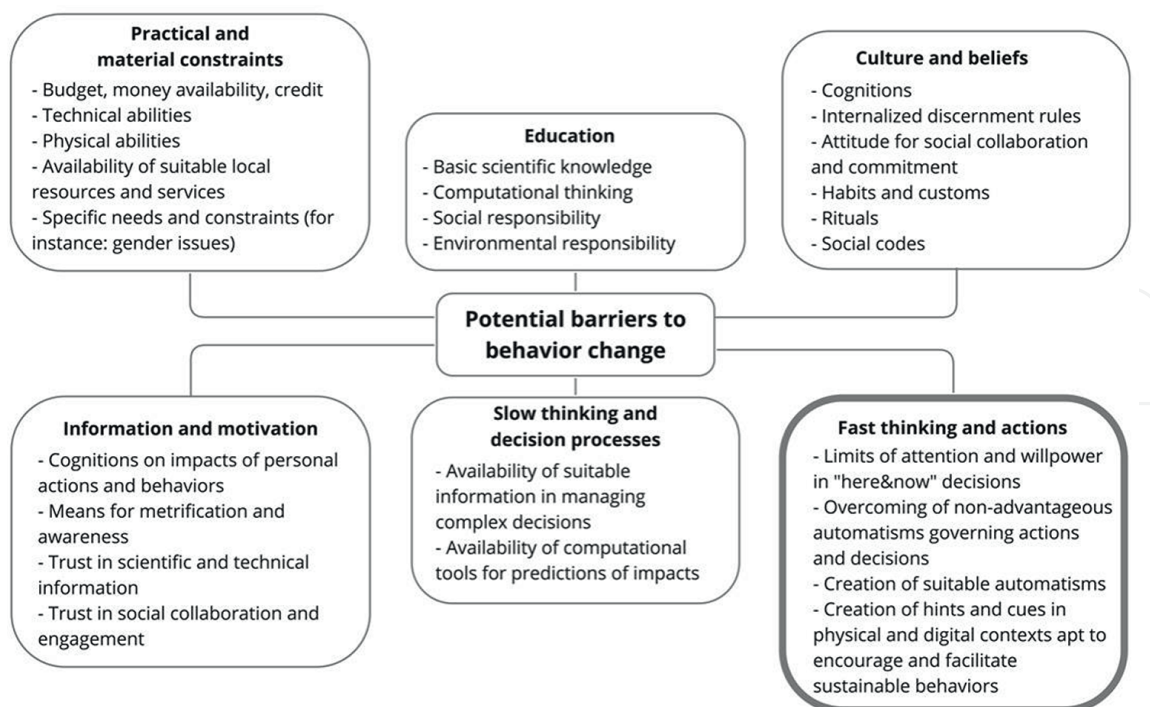 Practical and
material constraints
- Budget, money availability, credit
- Technical abilities
- Physical abilities
- Availability of suitable local
resources and services
- Specific needs and constraints (for
instance: gender issues)
Education
- Basic scientific knowledge
- Computational thinking
- Social responsibility
- Environmental responsibility
Culture and beliefs
- Cognitions
- Internalized discernment rules
- Attitude for social collaboration
and commitment
- Habits and customs
- Rituals
- Social codes
Potential barriers to
behavior change
Information and motivation
- Cognitions on impacts of personal
actions and behaviors
- Means for metrification and
awareness
- Trust in scientific and technical
information
- Trust in social collaboration and
engagement
Slow thinking and
decision processes
- Availability of suitable
information in managing
complex decisions
- Availability of computational
tools for predictions of impacts
Fast thinking and actions
- Limits of attention and willpower
in "here&now" decisions
- Overcoming of non-advantageous
automatisms governing actions
and decisions
- Creation of suitable automatisms
- Creation of hints and cues in
physical and digital contexts apt to
encourage and facilitate
sustainable behaviors